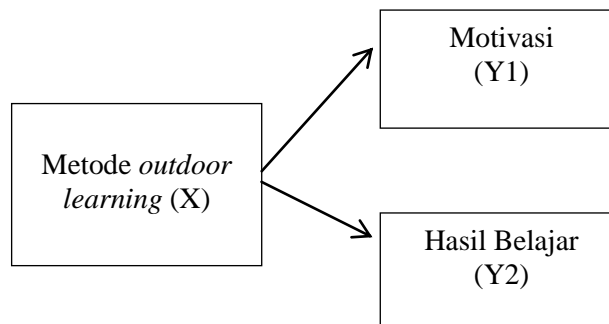 Metode outdoor
learning (X)
Motivasi
(Y1)
Hasil Belajar
(Y2)